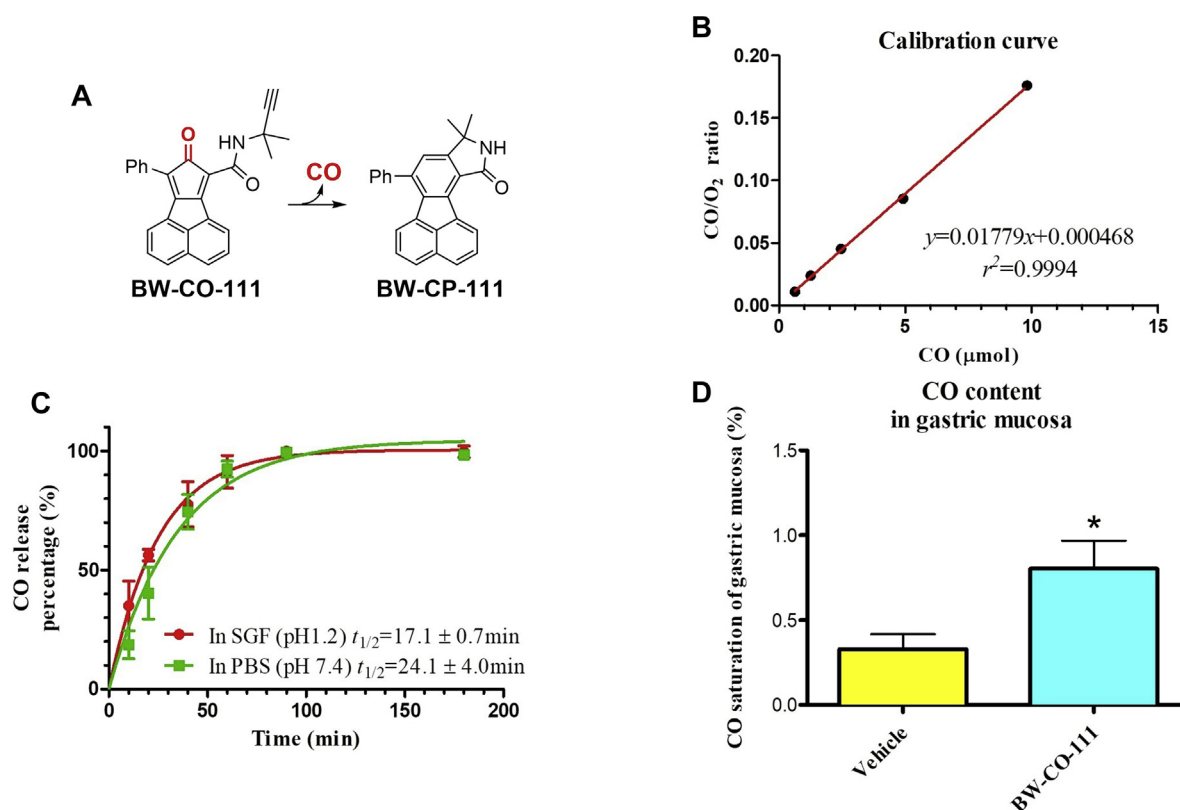 A
O
HN
Ph
O
BW-CO-111
CO
NH
Ph
O
BW-CP-111
B
Calibration curve
CO/O₂ ratio
0.20
0.15
0.10
0.05
0.00
y=0.01779x+0.000468
r²=0.9994
0 5 10 15
CO (μmol)
C
CO release
percentage (%)
100
50
0
In SGF (pH1.2) t₁/₂=17.1 ± 0.7min
In PBS (pH 7.4) t₁/₂=24.1 ± 4.0min
0 50 100 150 200
Time (min)
D
CO content
in gastric mucosa
CO saturation of gastric mucosa (%)
1.5
1.0
0.5
0.0
*
Vehicle
BW-CO-111